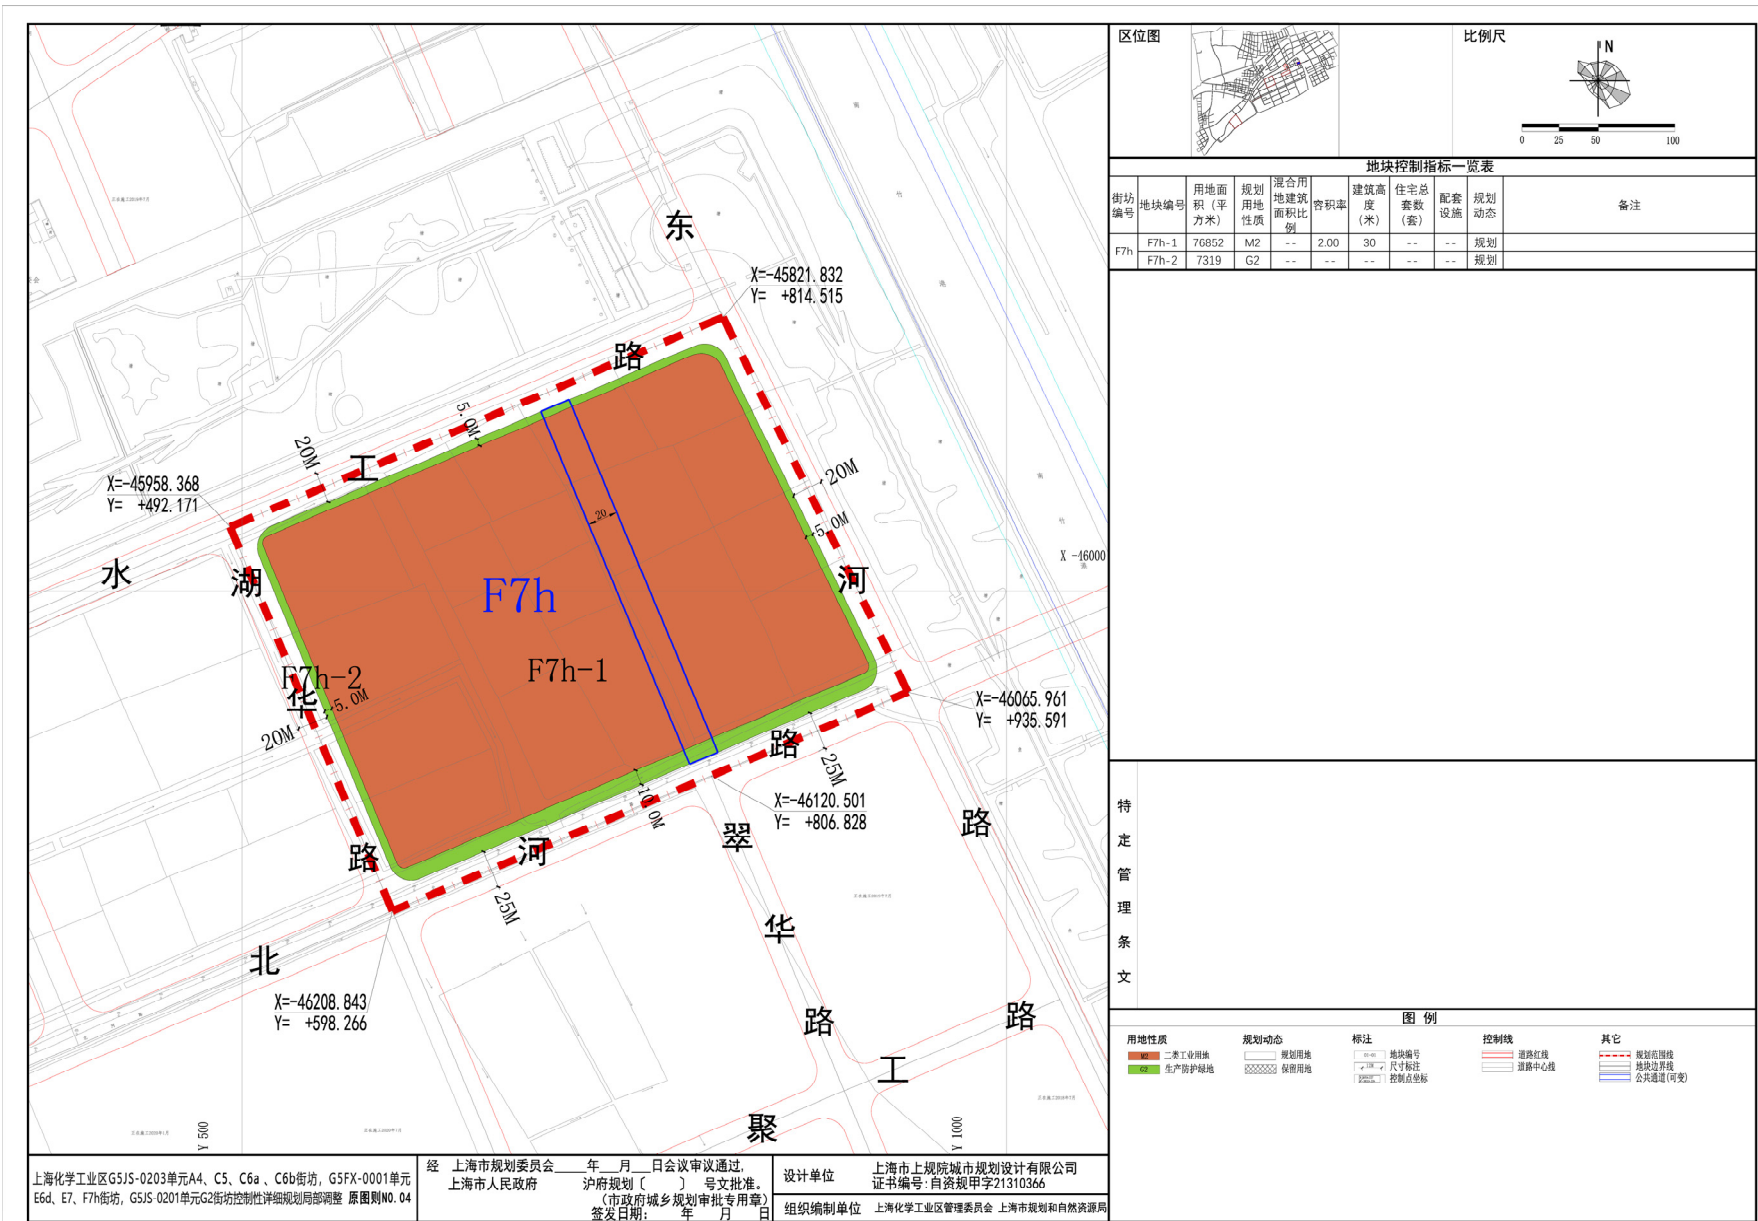 区位图
比例尺
N
0 25 50 100
地块控制指标一览表
街坊编号 地块编号 用地面积（平方米） 规划用地性质 混合用地建筑面积比例 容积率 建筑高度（米） 住宅总套数（套） 配套设施 规划动态 备注
F7h F7h-1 76852 M2 -- 2.00 30 -- -- 规划
F7h-2 7319 G2 -- -- -- -- -- 规划
东
X=-45821.832
Y= +814.515
路
5.0M
20M
工
X=-45958.368
Y= +492.171
20M
20
5.0M
X -46000
水
湖
河
F7h
F7h-1
F7h-2
华
5.0M
20M
X=-46065.961
Y= +935.591
路
25M
10.0M
X=-46120.501
Y= +806.828
路
河
翠
路
25M
华
北
X=-46208.843
Y= +598.266
路
路
工
聚
Y 500
Y 1000
特定管理条文
图 例
用地性质 规划动态 标注 控制线 其它
M2 二类工业用地 规划用地 01-01 地块编号 道路红线 规划范围线
G2 生产防护绿地 保留用地 尺寸标注 道路中心线 地块边界线
控制点坐标 公共通道(可变)
上海化学工业区G5JS-0203单元A4、C5、C6a 、C6b街坊，G5FX-0001单元
E6d、E7、F7h街坊，G5JS-0201单元G2街坊控制性详细规划局部调整 原图则NO.04
经 上海市规划委员会____年__月__日会议审议通过,
上海市人民政府 沪府规划〔 〕 号文批准。
（市政府城乡规划审批专用章）
签发日期： 年 月 日
设计单位 上海市上规院城市规划设计有限公司
证书编号:自资规甲字21310366
组织编制单位 上海化学工业区管理委员会 上海市规划和自然资源局